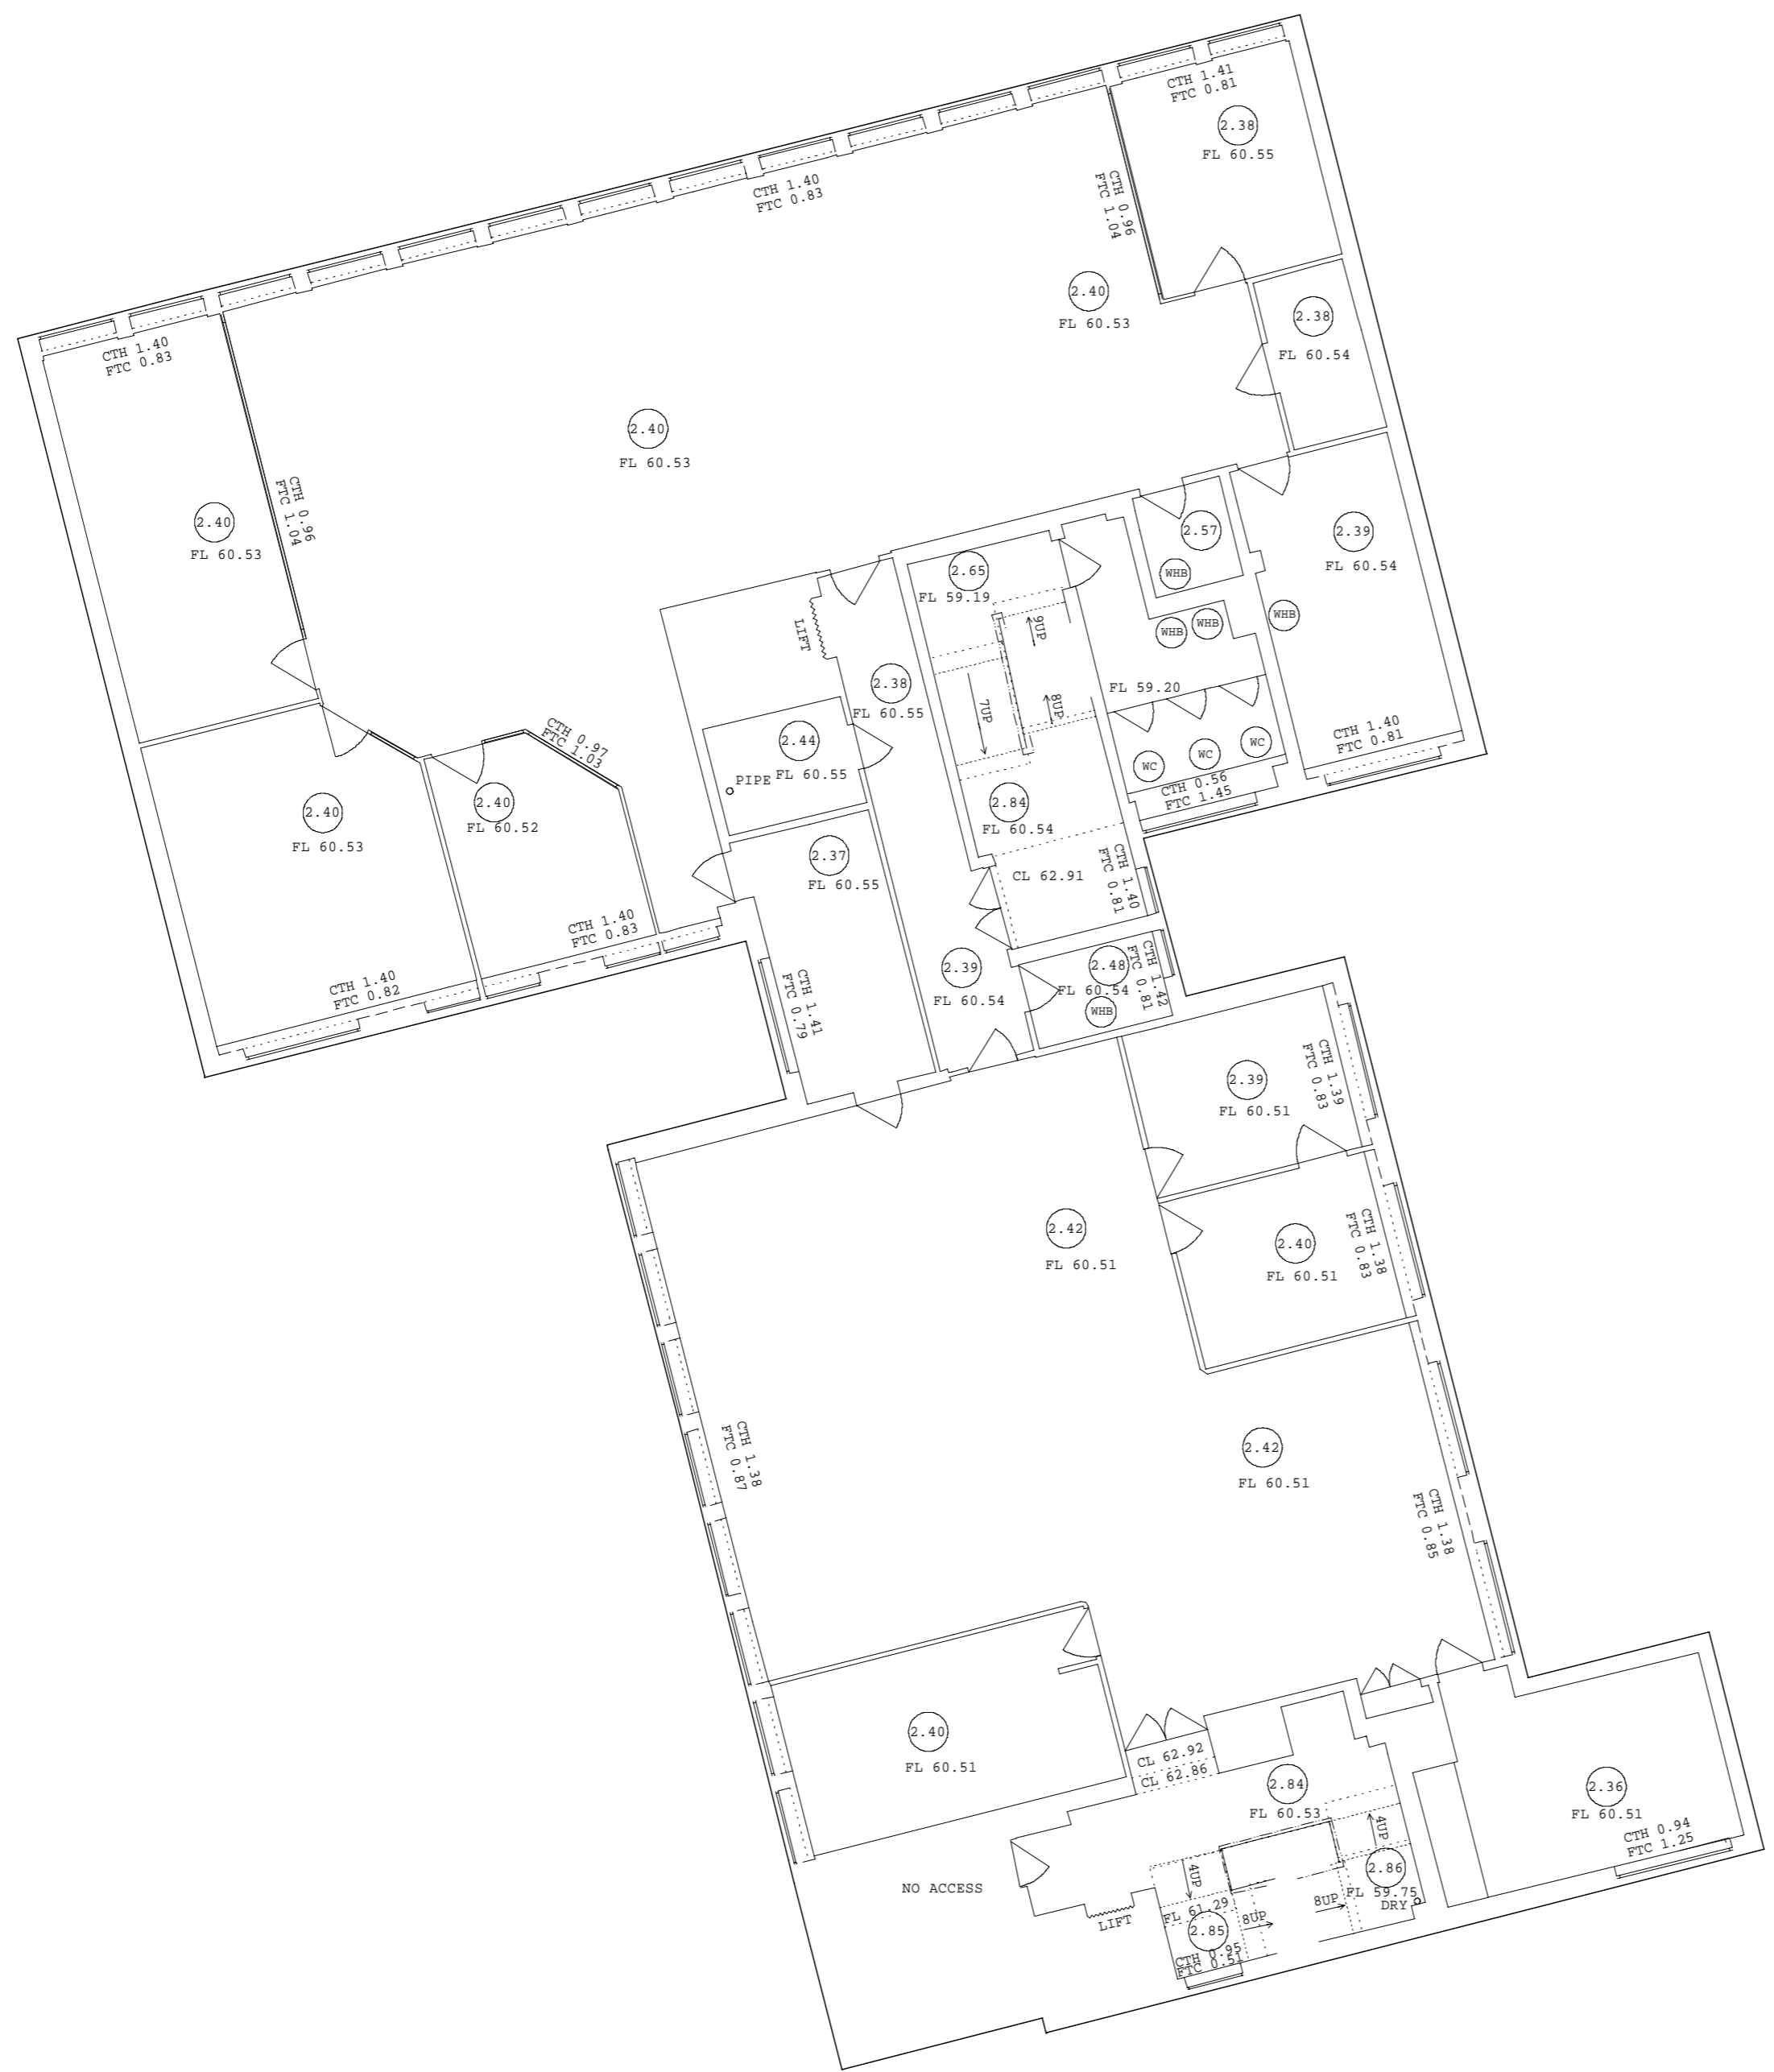 CTH 1.41
FTC 0.81
2.38
FL 60.55
CTH 1.40
FTC 0.83
CTH 0.96
FTC 1.04
2.40
FL 60.53
2.38
FL 60.54
CTH 1.40
FTC 0.83
2.40
FL 60.53
CTH 0.96
FTC 1.04
2.40
FL 60.53
2.57
WHB
2.39
FL 60.54
2.65
FL 59.19
WHB
WHB
WHB
LIFT
9UP
2.38
FL 60.55
FL 59.20
7UP
8UP
2.44
FL 60.55
PIPE
WC
WC
WC
CTH 1.40
FTC 0.81
CTH 0.97
FTC 1.03
CTH 0.56
FTC 1.45
2.40
FL 60.53
2.40
FL 60.52
2.84
FL 60.54
2.37
FL 60.55
CL 62.91
CTH 1.40
FTC 0.81
CTH 1.40
FTC 0.83
CTH 1.40
FTC 0.82
CTH 1.41
FTC 0.79
2.39
FL 60.54
2.48
FL 60.54
WHB
CTH 1.42
FTC 0.81
2.39
FL 60.51
CTH 1.39
FTC 0.83
2.42
FL 60.51
2.40
FL 60.51
CTH 1.38
FTC 0.83
CTH 1.38
FTC 0.87
2.42
FL 60.51
CTH 1.38
FTC 0.85
2.40
FL 60.51
CL 62.92
CL 62.86
2.84
FL 60.53
2.36
FL 60.51
CTH 0.94
FTC 1.25
4UP
4UP
2.86
FL 59.75
DRY
NO ACCESS
LIFT
FL 61.29
2.85
8UP
8UP
CTH 0.95
FTC 0.51